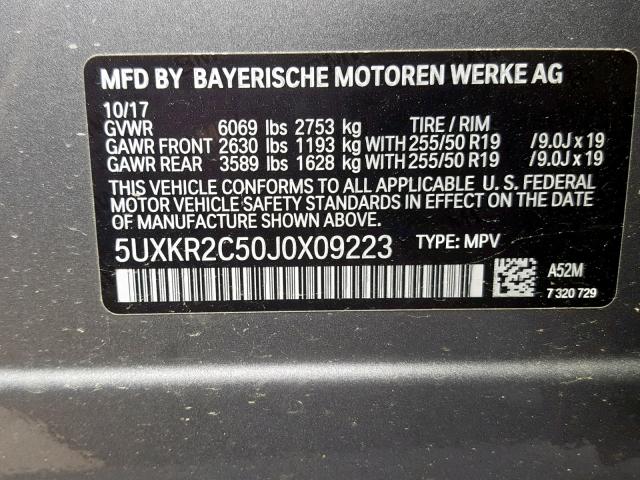 MFD BY BAYERISCHE MOTOREN WERKE AG
10/17
GVWR 6069 lbs 2753 kg TIRE / RIM
GAWR FRONT 2630 lbs 1193 kg WITH 255/50 R19 /9.0J x 19
GAWR REAR 3589 lbs 1628 kg WITH 255/50 R19 /9.0J x 19
THIS VEHICLE CONFORMS TO ALL APPLICABLE U. S. FEDERAL
MOTOR VEHICLE SAFETY STANDARDS IN EFFECT ON THE
DATE OF MANUFACTURE SHOWN ABOVE.
5UXKR2C50J0X09223 TYPE: MPV
A52M
7 320 729